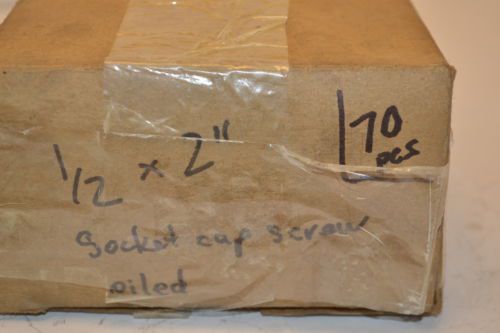 1/2 x 2"
70
pcs
Socket cap screw
oiled